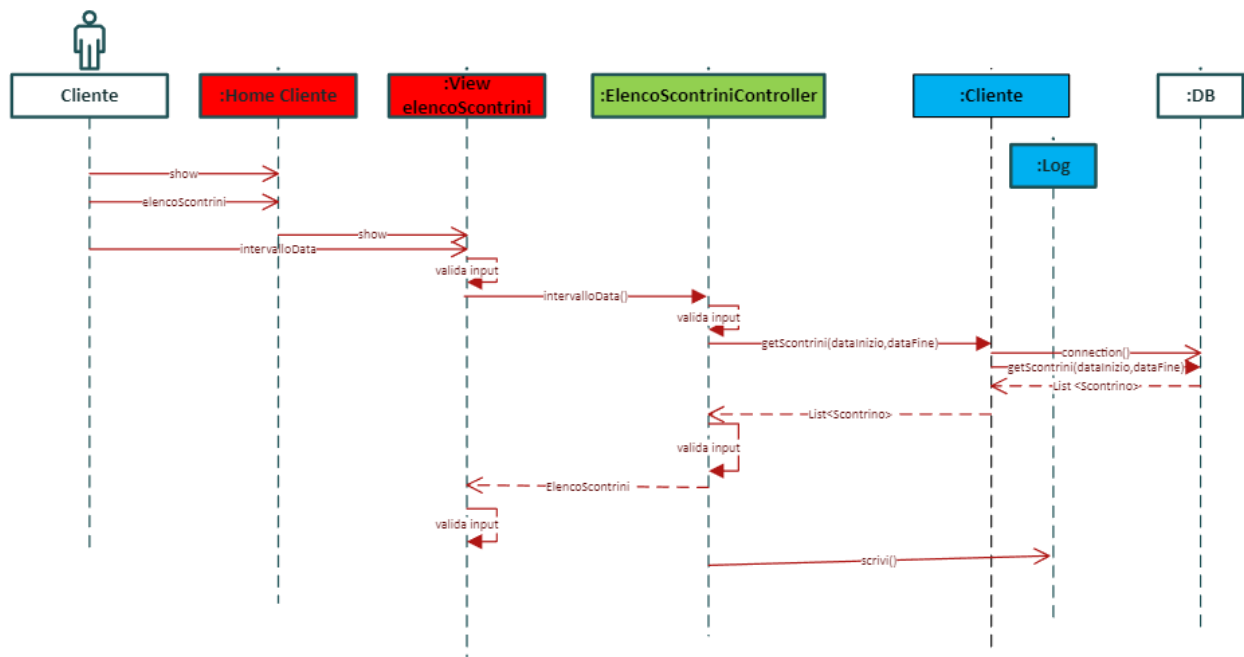 Cliente
:Home Cliente
:View
elencoScontrini
:ElencoScontriniController
:Cliente
:DB
:Log
show
elencoScontrini
show
intervalloData
valida input
intervalloData()
valida input
getScontrini(dataInizio,dataFine)
connection()
getScontrini(dataInizio,dataFine)
List <Scontrino>
List<Scontrino>
valida input
ElencoScontrini
valida input
scrivi()